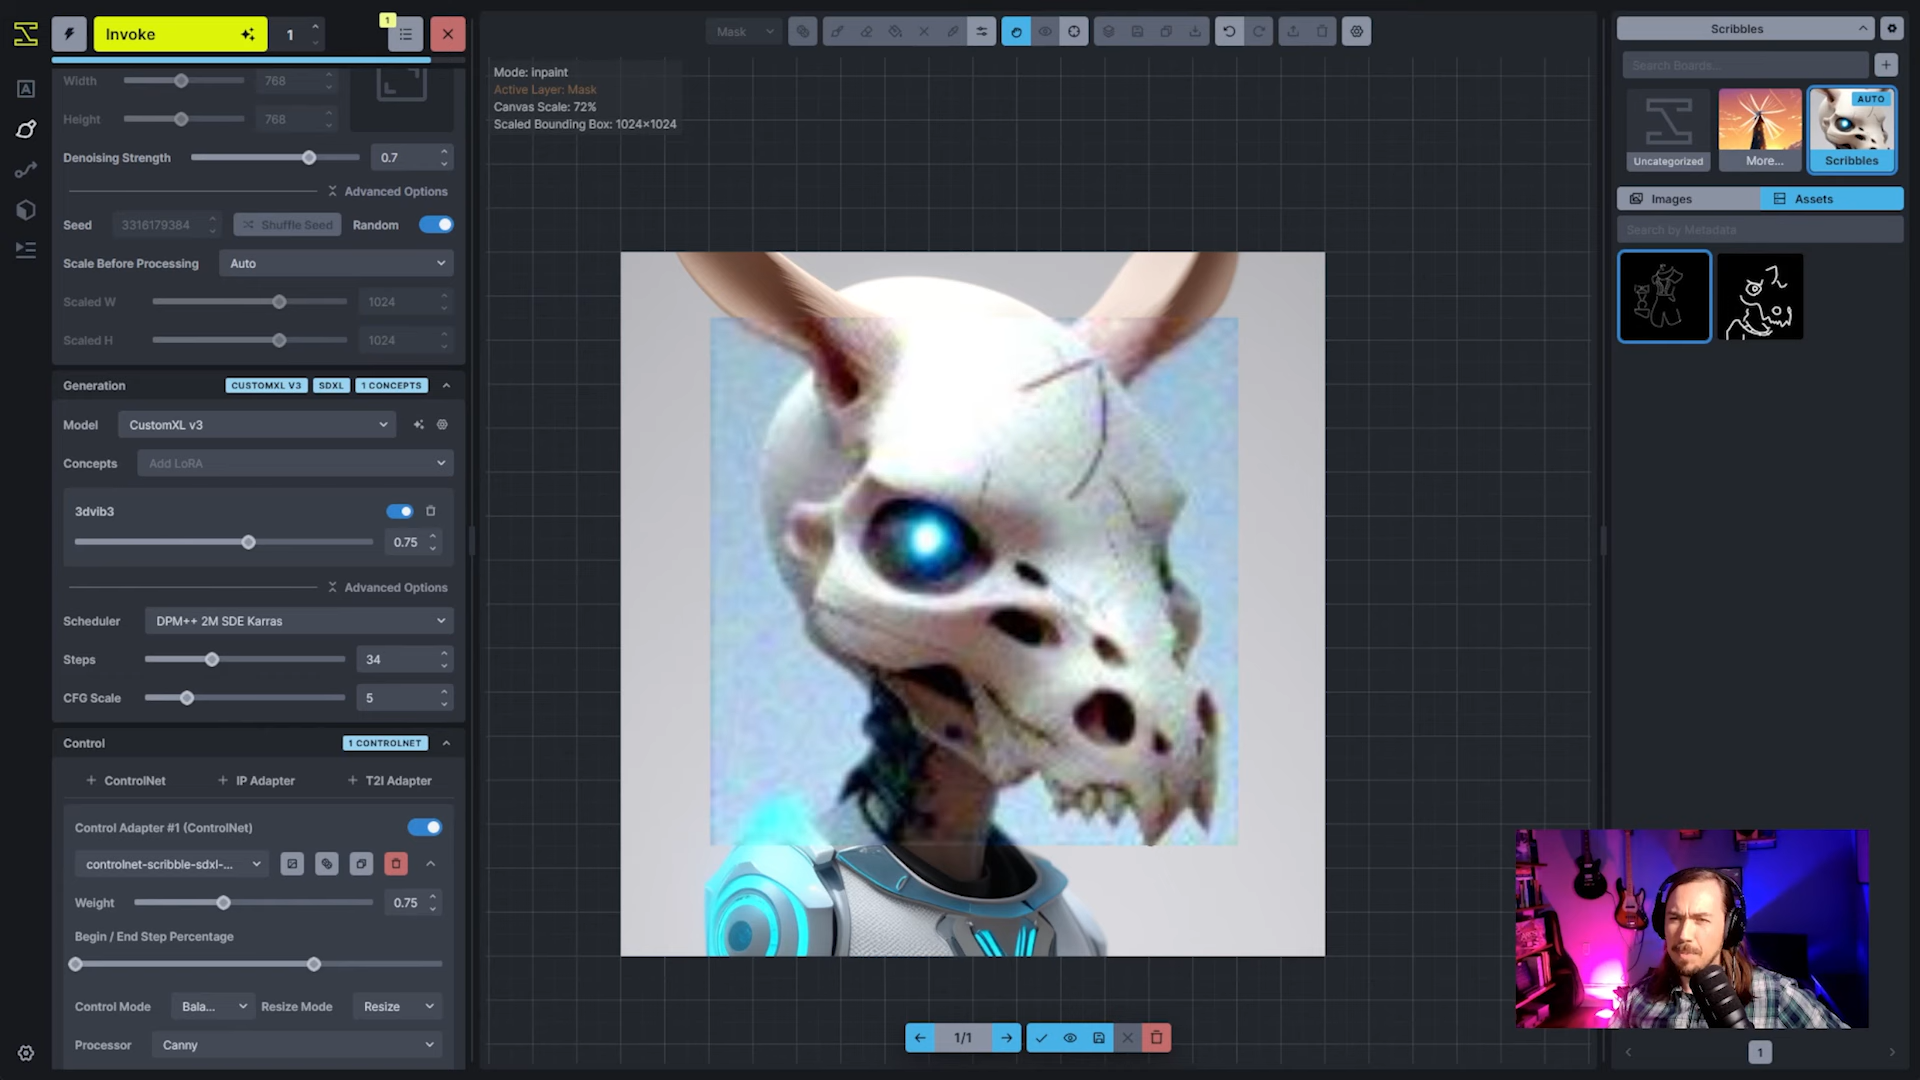 Invoke
1
1
Mask
Scribbles
Mode: inpaint
Active Layer: Mask
Canvas Scale: 72%
Scaled Bounding Box: 1024×1024
Search Boards...
AUTO
Uncategorized
More...
Scribbles
Images
Assets
Search by Metadata
Width
768
Height
768
Denoising Strength
0.7
Advanced Options
Seed
3316179384
Shuffle Seed
Random
Scale Before Processing
Auto
Scaled W
1024
Scaled H
1024
Generation
CUSTOMXL V3
SDXL
1 CONCEPTS
Model
CustomXL v3
Concepts
Add LoRA
3dvib3
0.75
Advanced Options
Scheduler
DPM++ 2M SDE Karras
Steps
34
CFG Scale
5
Control
1 CONTROLNET
ControlNet
IP Adapter
T2I Adapter
Control Adapter #1 (ControlNet)
controlnet-scribble-sdxl-...
Weight
0.75
Begin / End Step Percentage
Control Mode
Bala...
Resize Mode
Resize
Processor
Canny
1/1
1